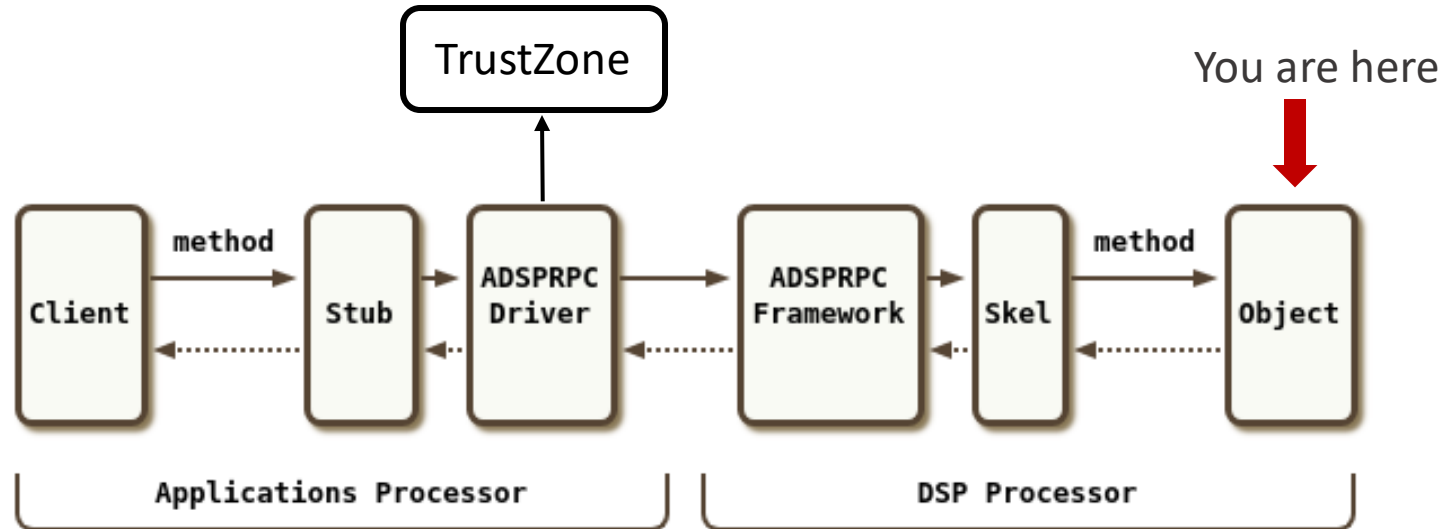 TrustZone
You are here
method
method
Client
Stub
ADSPRPC
Driver
ADSPRPC
Framework
Skel
Object
Applications Processor
DSP Processor